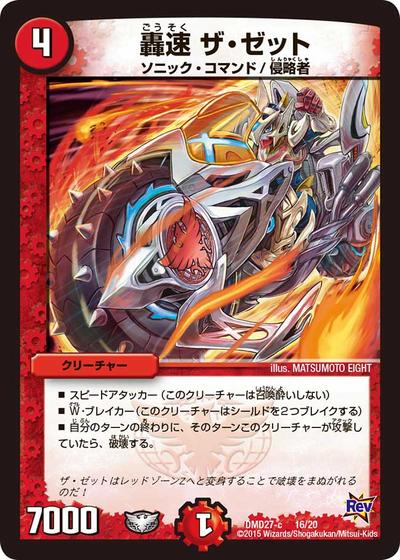 4
ごうそく
轟速 ザ・ゼット
しんりゃくしゃ
ソニック・コマンド / 侵略者
クリーチャー
illus. MATSUMOTO EIGHT
■ スピードアタッカー (このクリーチャーは召喚酔いしない)
■ W・ブレイカー (このクリーチャーはシールドを2つブレイクする)
■ 自分のターンの終わりに、そのターンこのクリーチャーが攻撃
していたら、破壊する。
ザ・ゼットはレッドゾーンZへと変身することで破壊をまぬがれる
のだ!
Rev
7000
1
DMD27-c 16/20
©2015 Wizards/Shogakukan/Mitsui-Kids